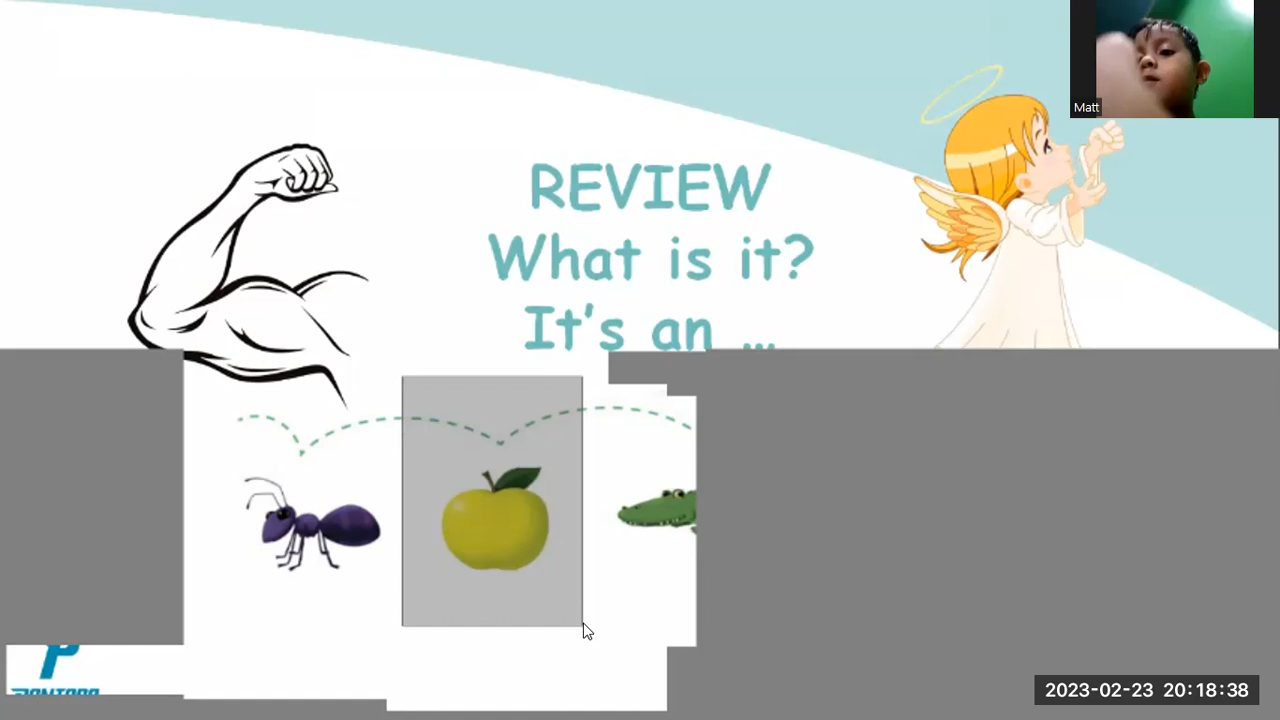 Matt
REVIEW
What is it?
It's an ...
P
2023-02-23 20:18:38